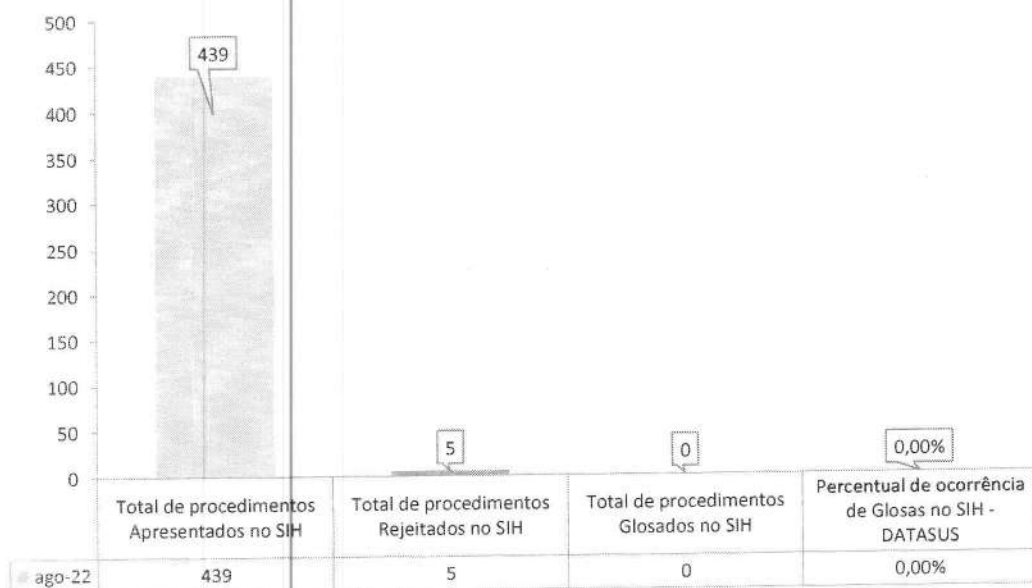 500
450
400
350
300
250
200
150
100
50
0
439
5
0
0,00%
Total de procedimentos
Apresentados no SIH
Total de procedimentos
Rejeitados no SIH
Total de procedimentos
Glosados no SIH
Percentual de ocorrência
de Glosas no SIH -
DATASUS
ago-22 439 5 0 0,00%